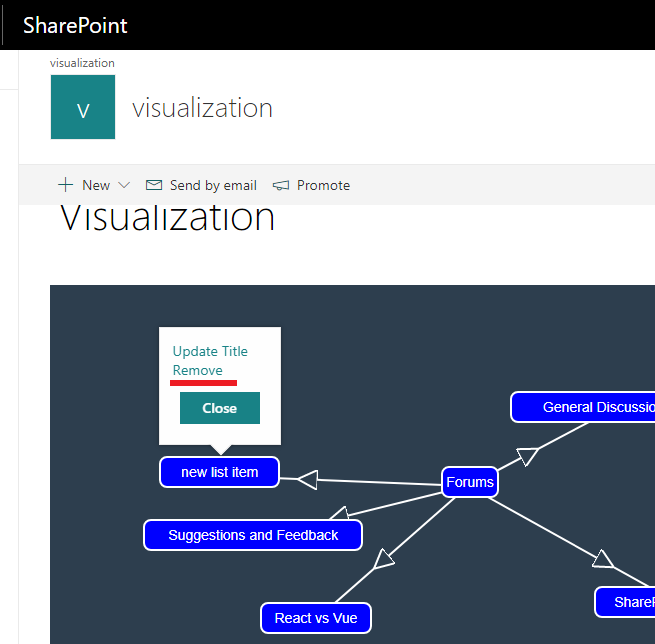 SharePoint
visualization
V
visualization
New
Send by email
Promote
Visualization
Update Title
Remove
Close
General Discussio
new list item
Forums
Suggestions and Feedback
React vs Vue
ShareP